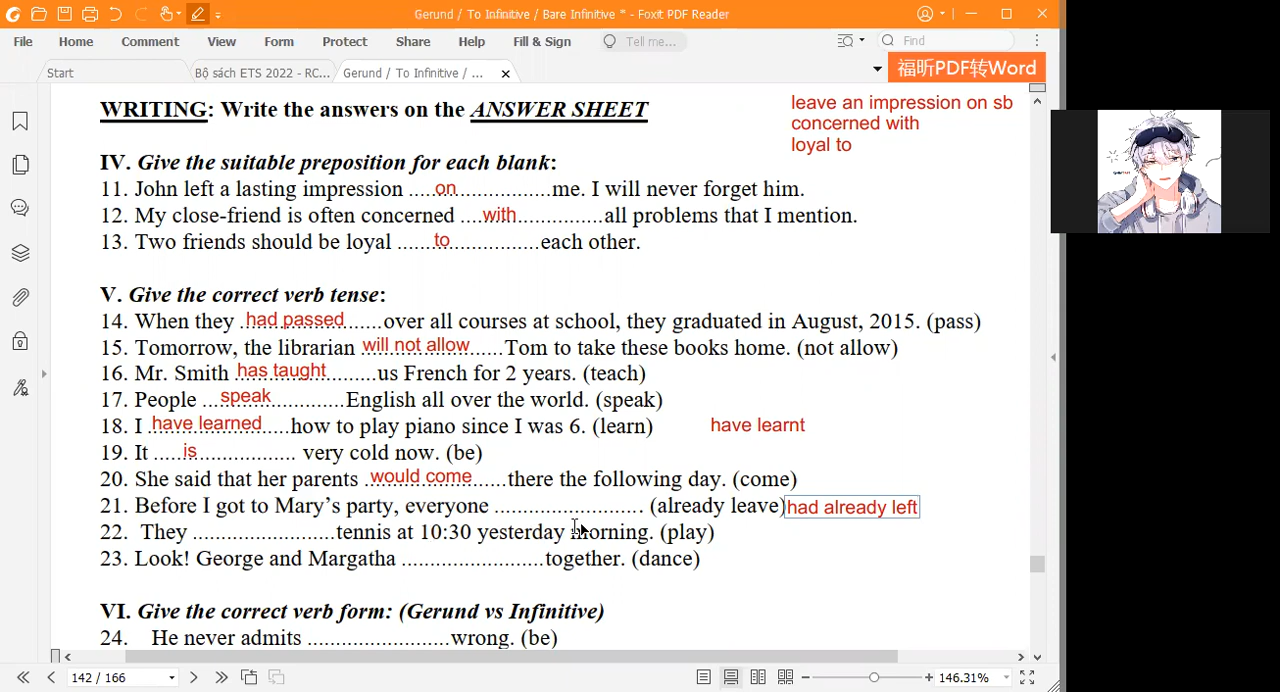 Gerund / To Infinitive / Bare Infinitive * - Foxit PDF Reader
File Home Comment View Form Protect Share Help Fill & Sign Tell me... Find
Start Bộ sách ETS 2022 - RC... Gerund / To Infinitive / ... 福昕PDF转Word
WRITING: Write the answers on the ANSWER SHEET
leave an impression on sb
concerned with
loyal to
IV. Give the suitable preposition for each blank:
11. John left a lasting impression .....on.................me. I will never forget him.
12. My close-friend is often concerned ....with...............all problems that I mention.
13. Two friends should be loyal .......to..................each other.
V. Give the correct verb tense:
14. When they .had passed.......over all courses at school, they graduated in August, 2015. (pass)
15. Tomorrow, the librarian .will not allow......Tom to take these books home. (not allow)
16. Mr. Smith has taught.........us French for 2 years. (teach)
17. People ...speak.............English all over the world. (speak)
18. I have learned.....how to play piano since I was 6. (learn) have learnt
19. It .....is................. very cold now. (be)
20. She said that her parents .would come......there the following day. (come)
21. Before I got to Mary’s party, everyone .......................... (already leave) had already left
22. They .........................tennis at 10:30 yesterday morning. (play)
23. Look! George and Margatha .........................together. (dance)
VI. Give the correct verb form: (Gerund vs Infinitive)
24. He never admits .........................wrong. (be)
142 / 166 146.31%